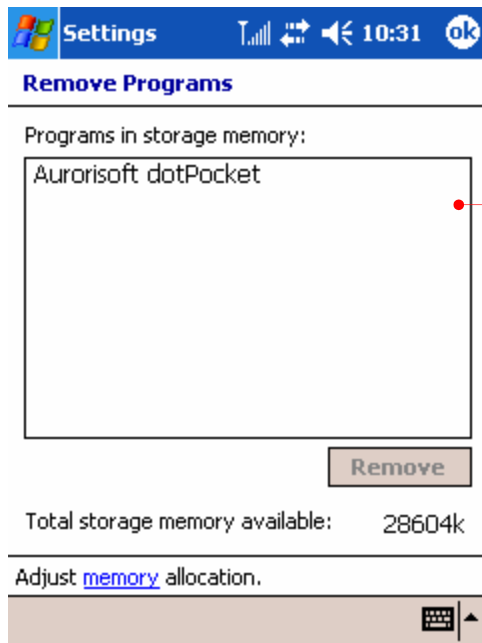 Settings 10:31 ok
Remove Programs
Programs in storage memory:
Aurorisoft dotPocket
Remove
Total storage memory available: 28604k
Adjust memory allocation.